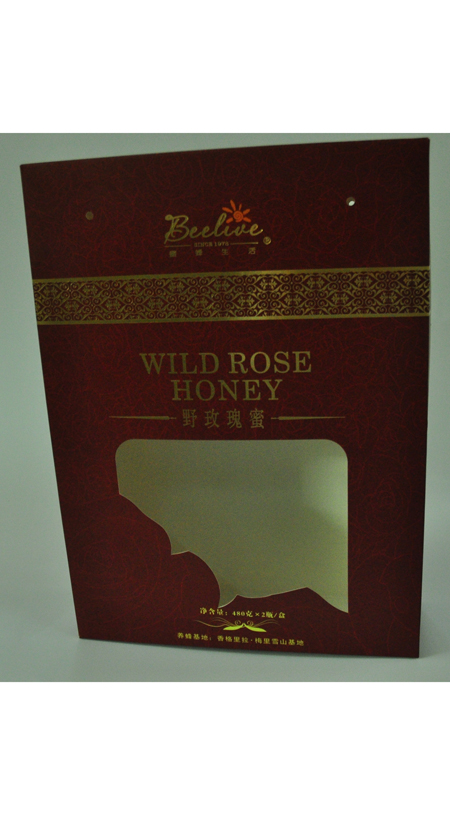 Beelive®
SINCE 1979
WILD ROSE
HONEY
野玫瑰蜜
净含量：480克×2瓶/盒
养蜂基地：香格里拉·梅里雪山基地